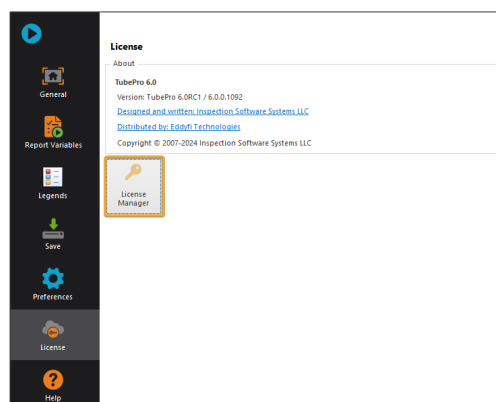 License
About
TubePro 6.0
Version: TubePro 6.0RC1 / 6.0.0.1092
Designed and written: Inspection Software Systems LLC
Distributed by: Eddyfi Technologies
Copyright © 2007-2024 Inspection Software Systems LLC
License
Manager
General
Report Variables
Legends
Save
Preferences
License
Help